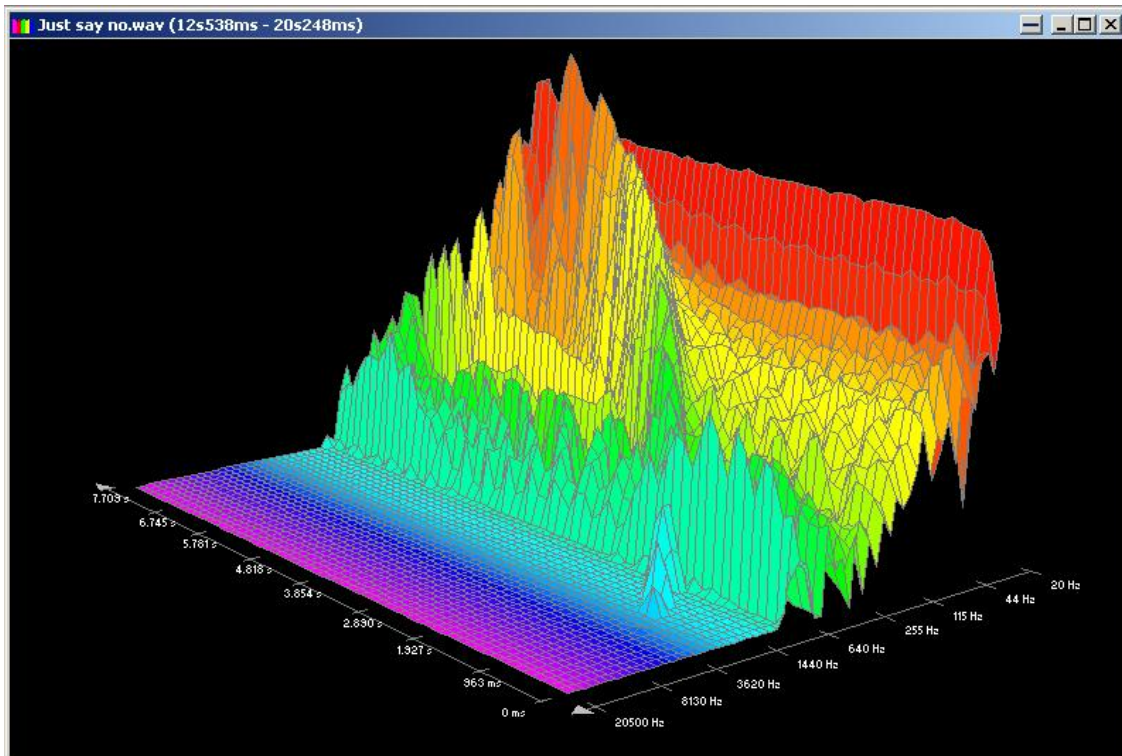 Just say no.wav (12s538ms - 20s248ms)
7.709 s
6.745 s
5.781 s
4.818 s
3.854 s
2.890 s
1.927 s
963 ms
0 ms
20 Hz
44 Hz
115 Hz
255 Hz
640 Hz
1440 Hz
3620 Hz
8130 Hz
20500 Hz